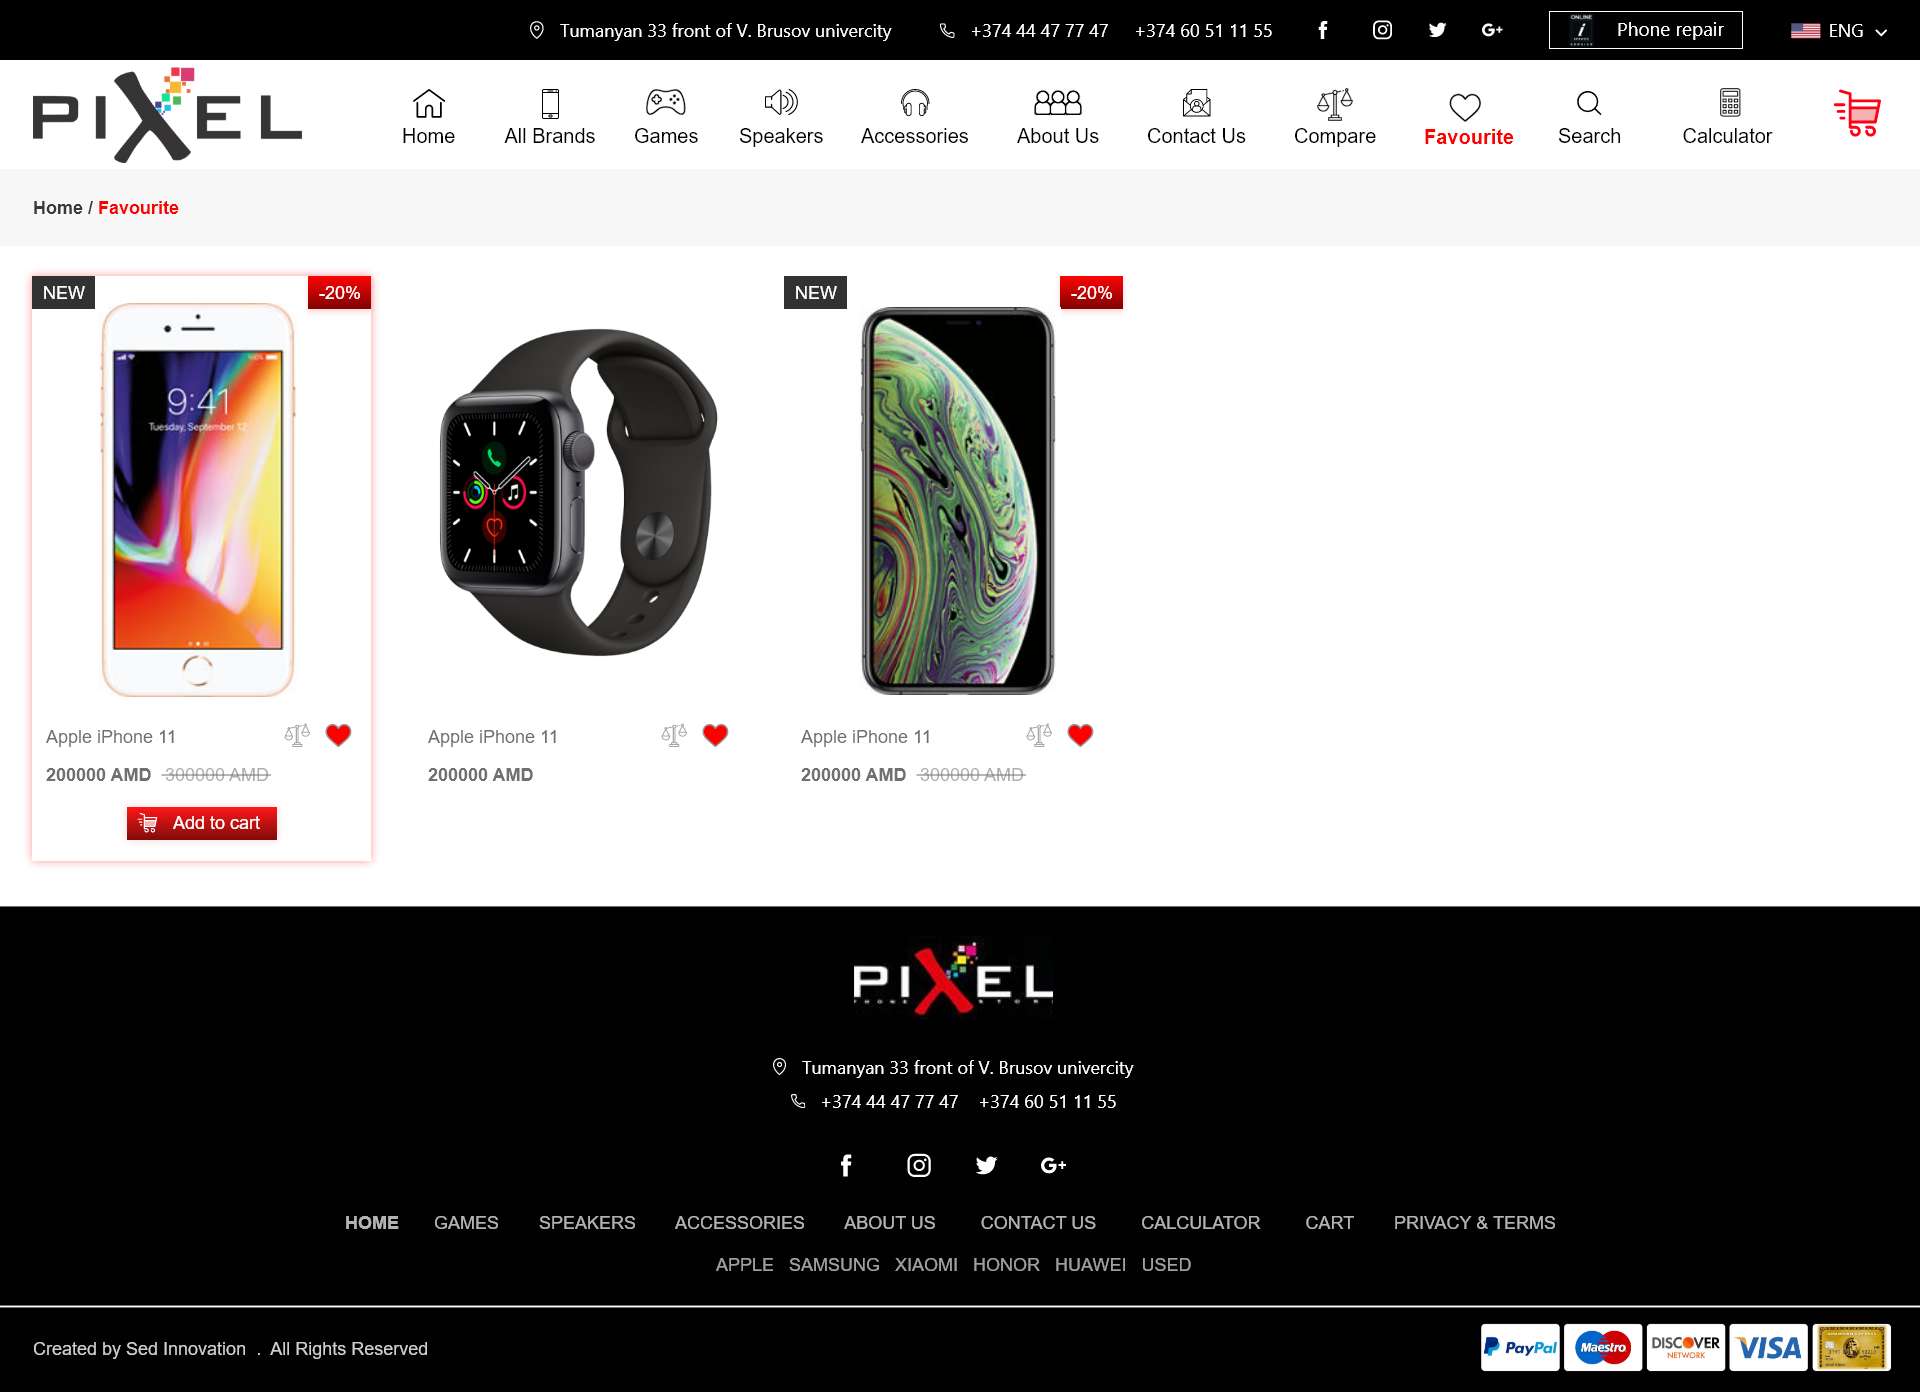 Tumanyan 33 front of V. Brusov univercity +374 44 47 77 47 +374 60 51 11 55 Phone repair ENG
PIXEL
Home All Brands Games Speakers Accessories About Us Contact Us Compare Favourite Search Calculator
Home / Favourite
NEW -20% NEW -20%
9:41
Tuesday, September 12
Apple iPhone 11 Apple iPhone 11 Apple iPhone 11
200000 AMD 300000 AMD 200000 AMD 200000 AMD 300000 AMD
Add to cart
PIXEL
Tumanyan 33 front of V. Brusov univercity
+374 44 47 77 47 +374 60 51 11 55
HOME GAMES SPEAKERS ACCESSORIES ABOUT US CONTACT US CALCULATOR CART PRIVACY & TERMS
APPLE SAMSUNG XIAOMI HONOR HUAWEI USED
Created by Sed Innovation . All Rights Reserved
PayPal Maestro DISCOVER NETWORK VISA